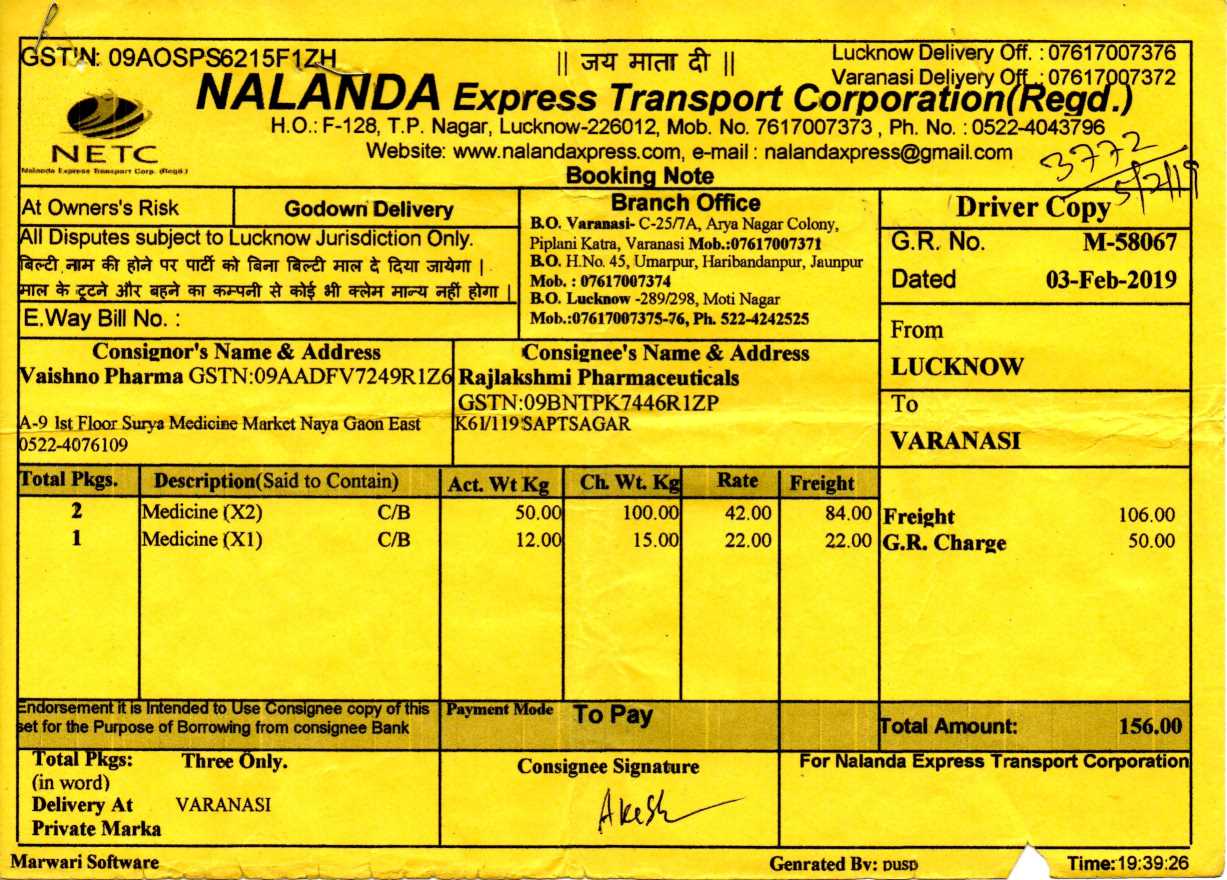 GST'N: 09AOSPS6215F1ZH
|| जय माता दी ||
Lucknow Delivery Off. : 07617007376
Varanasi Deliyery Off. : 07617007372
NALANDA Express Transport Corporation(Regd.)
H.O.: F-128, T.P. Nagar, Lucknow-226012, Mob. No. 7617007373 , Ph. No. : 0522-4043796
Website: www.nalandaxpress.com, e-mail : nalandaxpress@gmail.com
NETC
Nalanda Express Transport Corp. (Regd.)
Booking Note
3772
5/2/19
At Owners's Risk
Godown Delivery
All Disputes subject to Lucknow Jurisdiction Only.
बिल्टी नाम की होने पर पार्टी को बिना बिल्टी माल दे दिया जायेगा |
माल के टूटने और बहने का कम्पनी से कोई भी क्लेम मान्य नहीं होगा |
E.Way Bill No. :
Branch Office
B.O. Varanasi- C-25/7A, Arya Nagar Colony,
Piplani Katra, Varanasi Mob.:07617007371
B.O. H.No. 45, Umarpur, Haribandanpur, Jaunpur
Mob. : 07617007374
B.O. Lucknow -289/298, Moti Nagar
Mob.:07617007375-76, Ph. 522-4242525
Driver Copy
G.R. No. M-58067
Dated 03-Feb-2019
From
LUCKNOW
To
VARANASI
Consignor's Name & Address
Vaishno Pharma GSTN:09AADFV7249R1Z6
A-9 Ist Floor Surya Medicine Market Naya Gaon East
0522-4076109
Consignee's Name & Address
Rajlakshmi Pharmaceuticals
GSTN:09BNTPK7446R1ZP
K61/119 SAPTSAGAR
Total Pkgs. Description(Said to Contain) Act. Wt Kg Ch. Wt. Kg Rate Freight
2 Medicine (X2) C/B 50.00 100.00 42.00 84.00
1 Medicine (X1) C/B 12.00 15.00 22.00 22.00
Freight 106.00
G.R. Charge 50.00
Endorsement it is Intended to Use Consignee copy of this
set for the Purpose of Borrowing from consignee Bank
Payment Mode To Pay
Total Amount: 156.00
Total Pkgs: Three Only.
(in word)
Delivery At VARANASI
Private Marka
Consignee Signature
Akesh
For Nalanda Express Transport Corporation
Marwari Software
Genrated By: pusp
Time:19:39:26